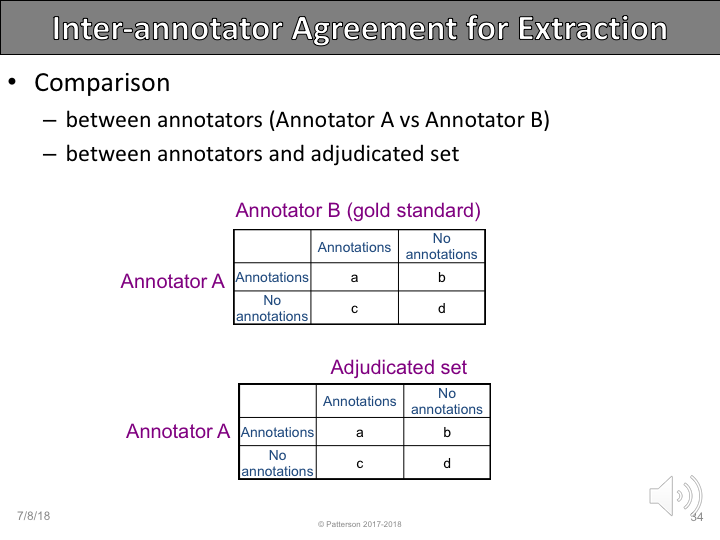 Inter-annotator Agreement for Extraction
• Comparison
– between annotators (Annotator A vs Annotator B)
– between annotators and adjudicated set
Annotator B (gold standard)
Annotations
No
annotations
Annotator A
Annotations
a
b
No
annotations
c
d
Adjudicated set
Annotations
No
annotations
Annotator A
Annotations
a
b
No
annotations
c
d
7/8/18
© Patterson 2017-2018
34